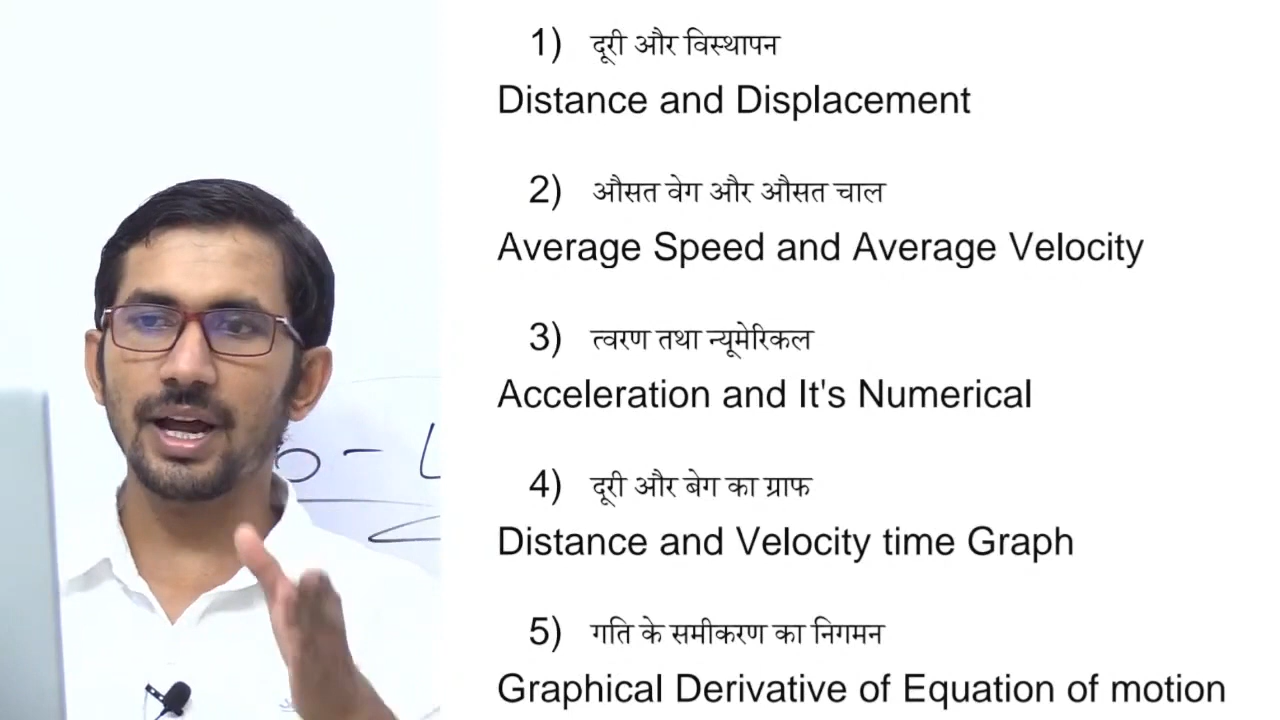 1) दूरी और विस्थापन
Distance and Displacement
2) औसत वेग और औसत चाल
Average Speed and Average Velocity
3) त्वरण तथा न्यूमेरिकल
Acceleration and It's Numerical
4) दूरी और बेग का ग्राफ
Distance and Velocity time Graph
5) गति के समीकरण का निगमन
Graphical Derivative of Equation of motion